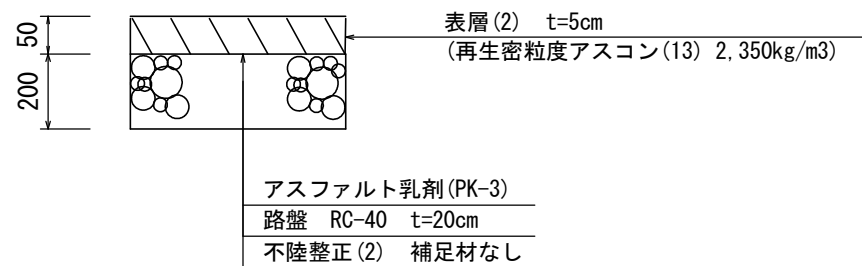 50
200
表層(2)　t=5cm
(再生密粒度アスコン(13) 2,350kg/m3)
アスファルト乳剤(PK-3)
路盤　RC-40　t=20cm
不陸整正(2)　補足材なし